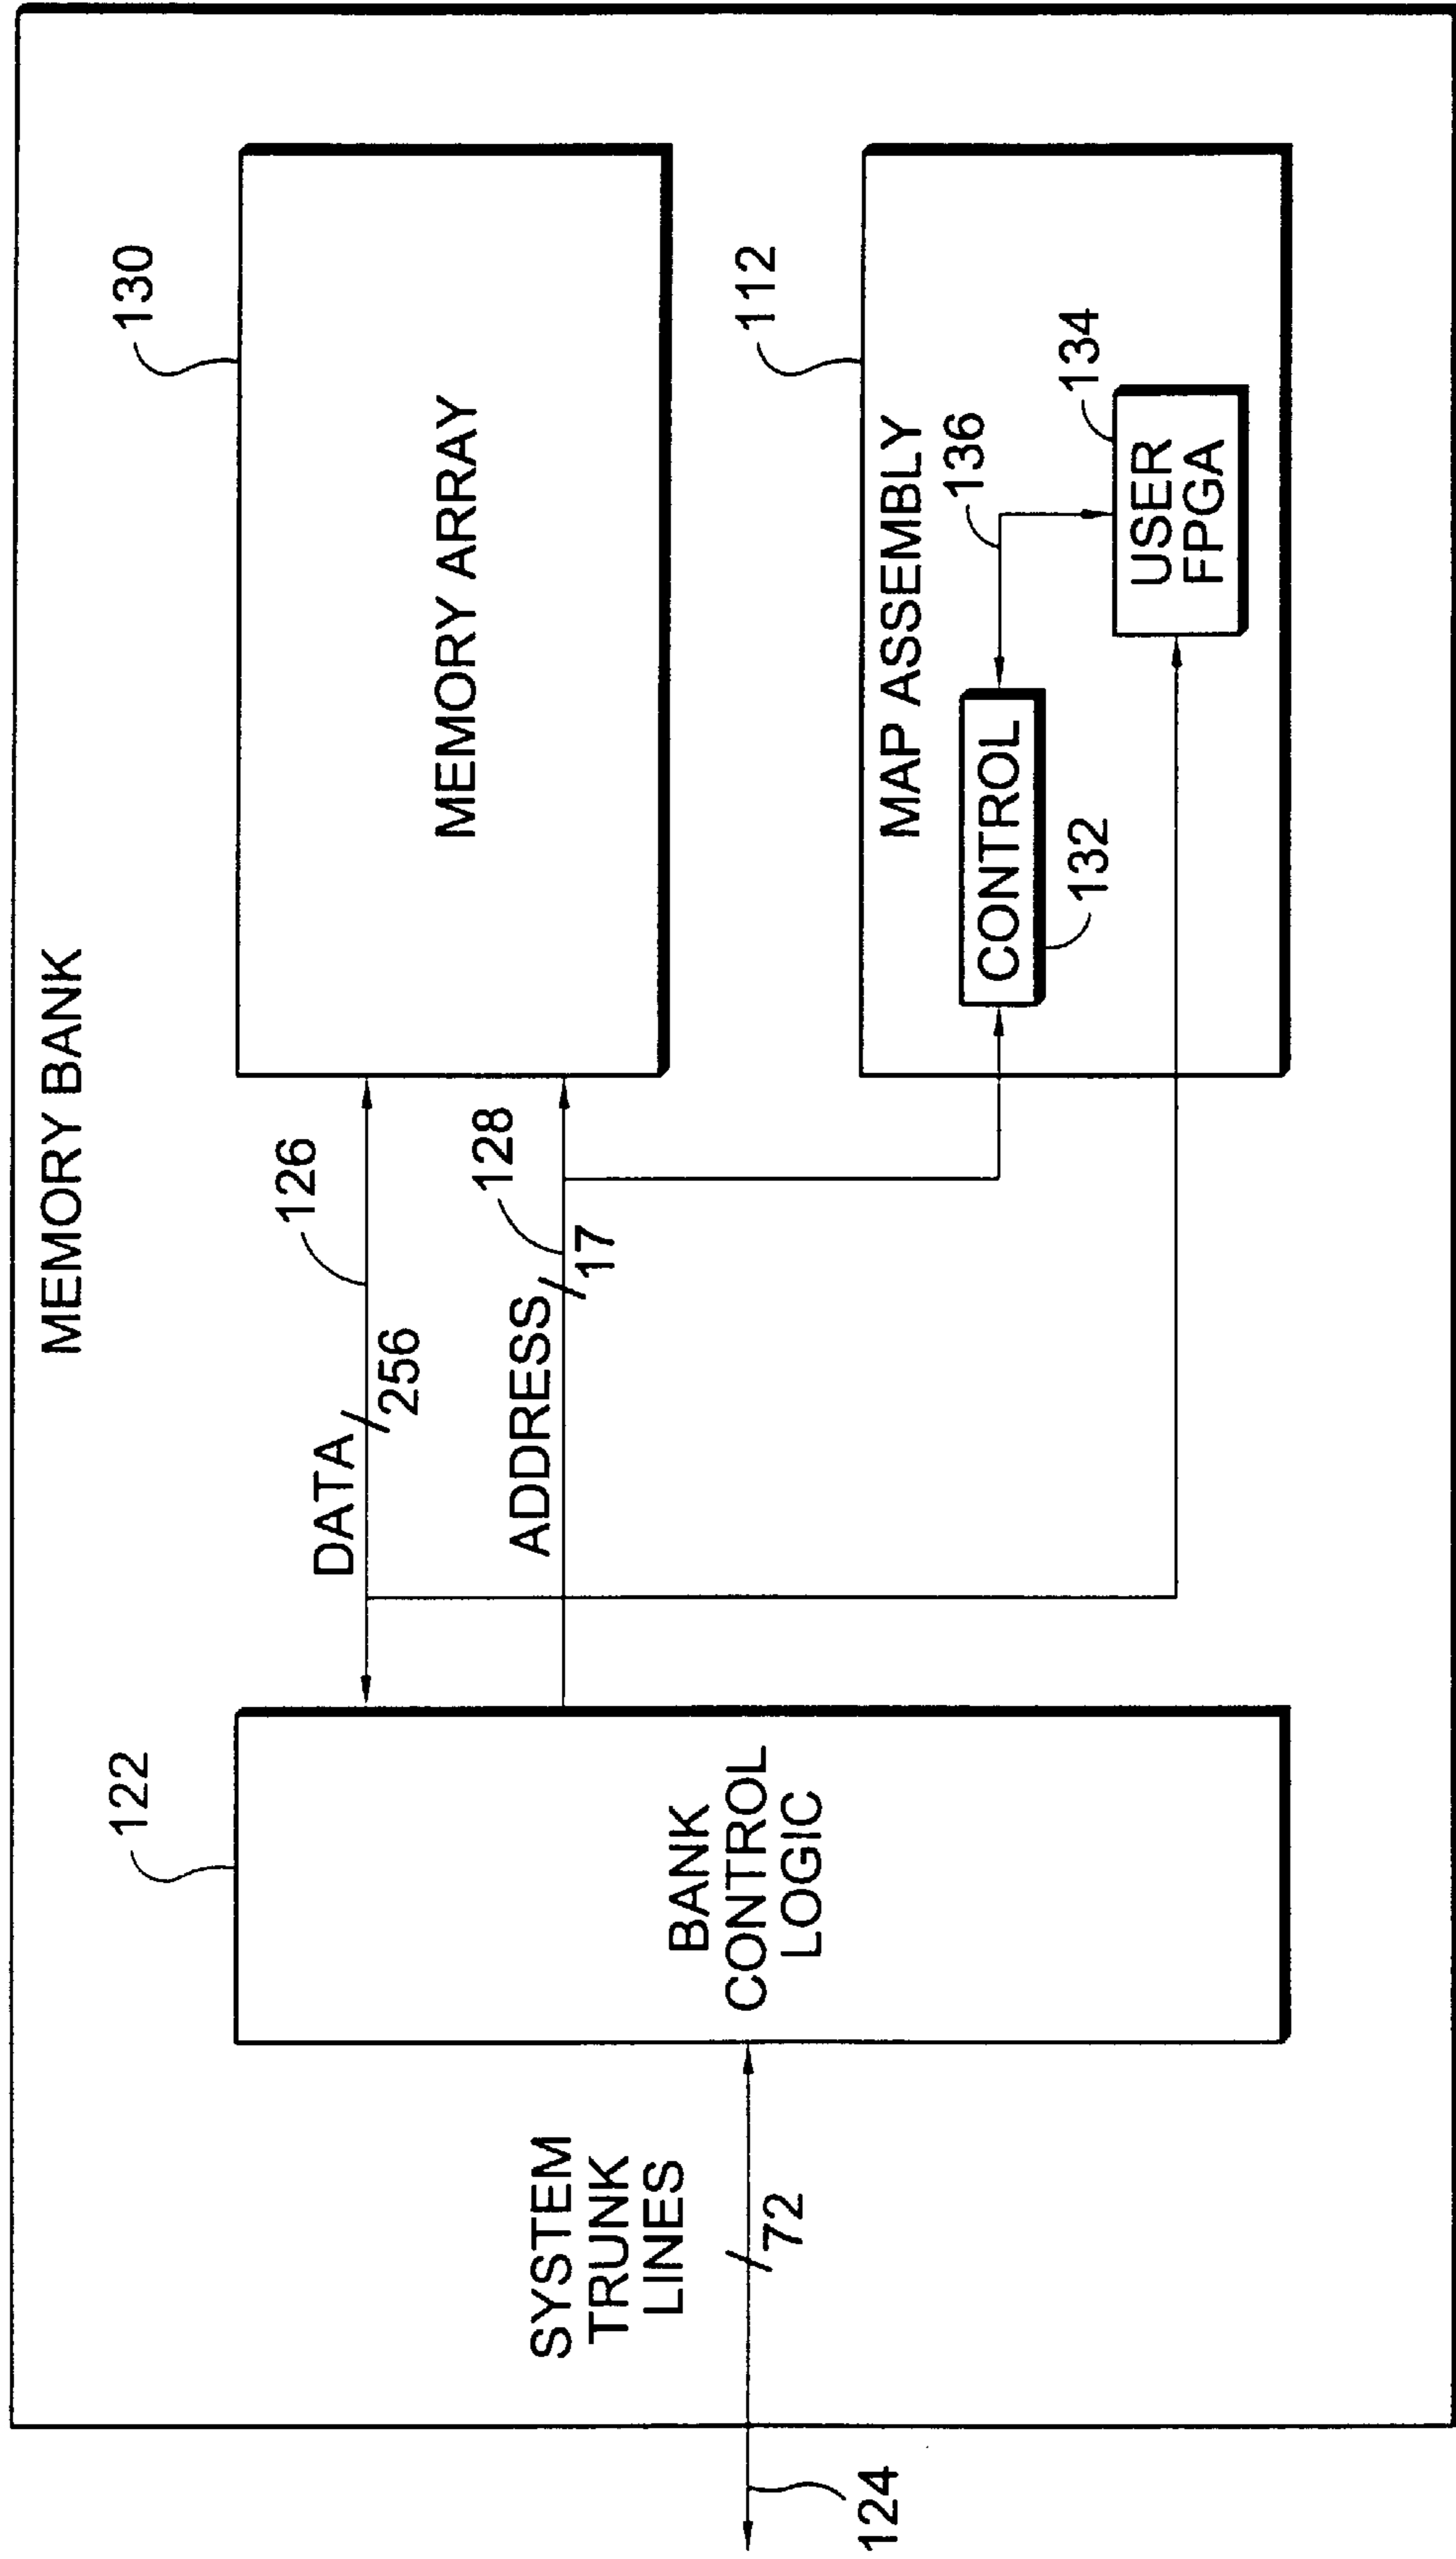 MEMORY BANK
122
130
DATA
256
126
MEMORY ARRAY
ADDRESS
17
128
SYSTEM
TRUNK
LINES
72
124
BANK
CONTROL
LOGIC
112
MAP ASSEMBLY
136
CONTROL
132
134
USER
FPGA